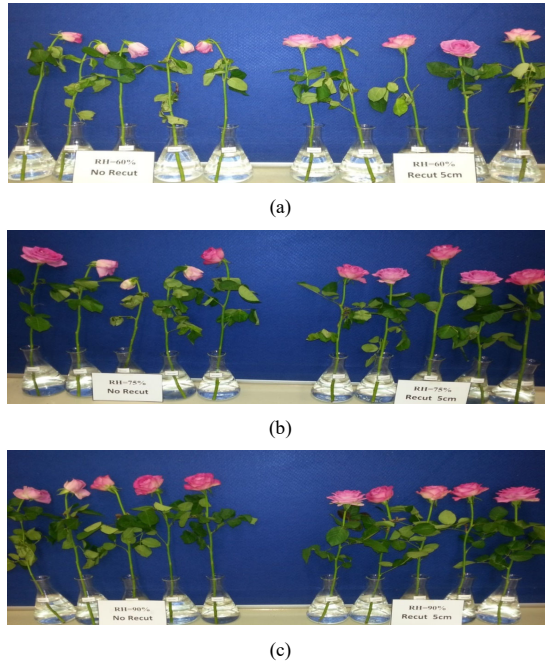 RH=60%
No Recut
RH=60%
Recut 5cm
(a)
RH=75%
No Recut
RH=75%
Recut 5cm
(b)
RH=90%
No Recut
RH=90%
Recut 5cm
(c)